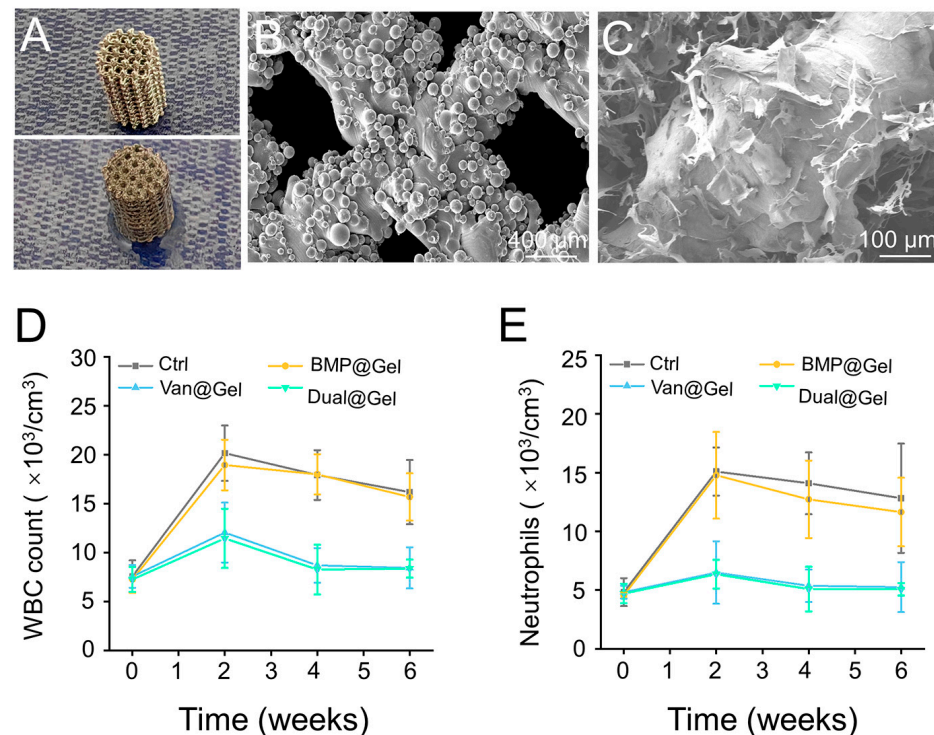 A
B
C
400 µm
100 µm
D
E
30
25
20
15
10
5
0
WBC count ( ×10³/cm³)
Ctrl
BMP@Gel
Van@Gel
Dual@Gel
0 1 2 3 4 5 6
Time (weeks)
25
20
15
10
5
0
Neutrophils ( ×10³/cm³)
Ctrl
BMP@Gel
Van@Gel
Dual@Gel
0 1 2 3 4 5 6
Time (weeks)